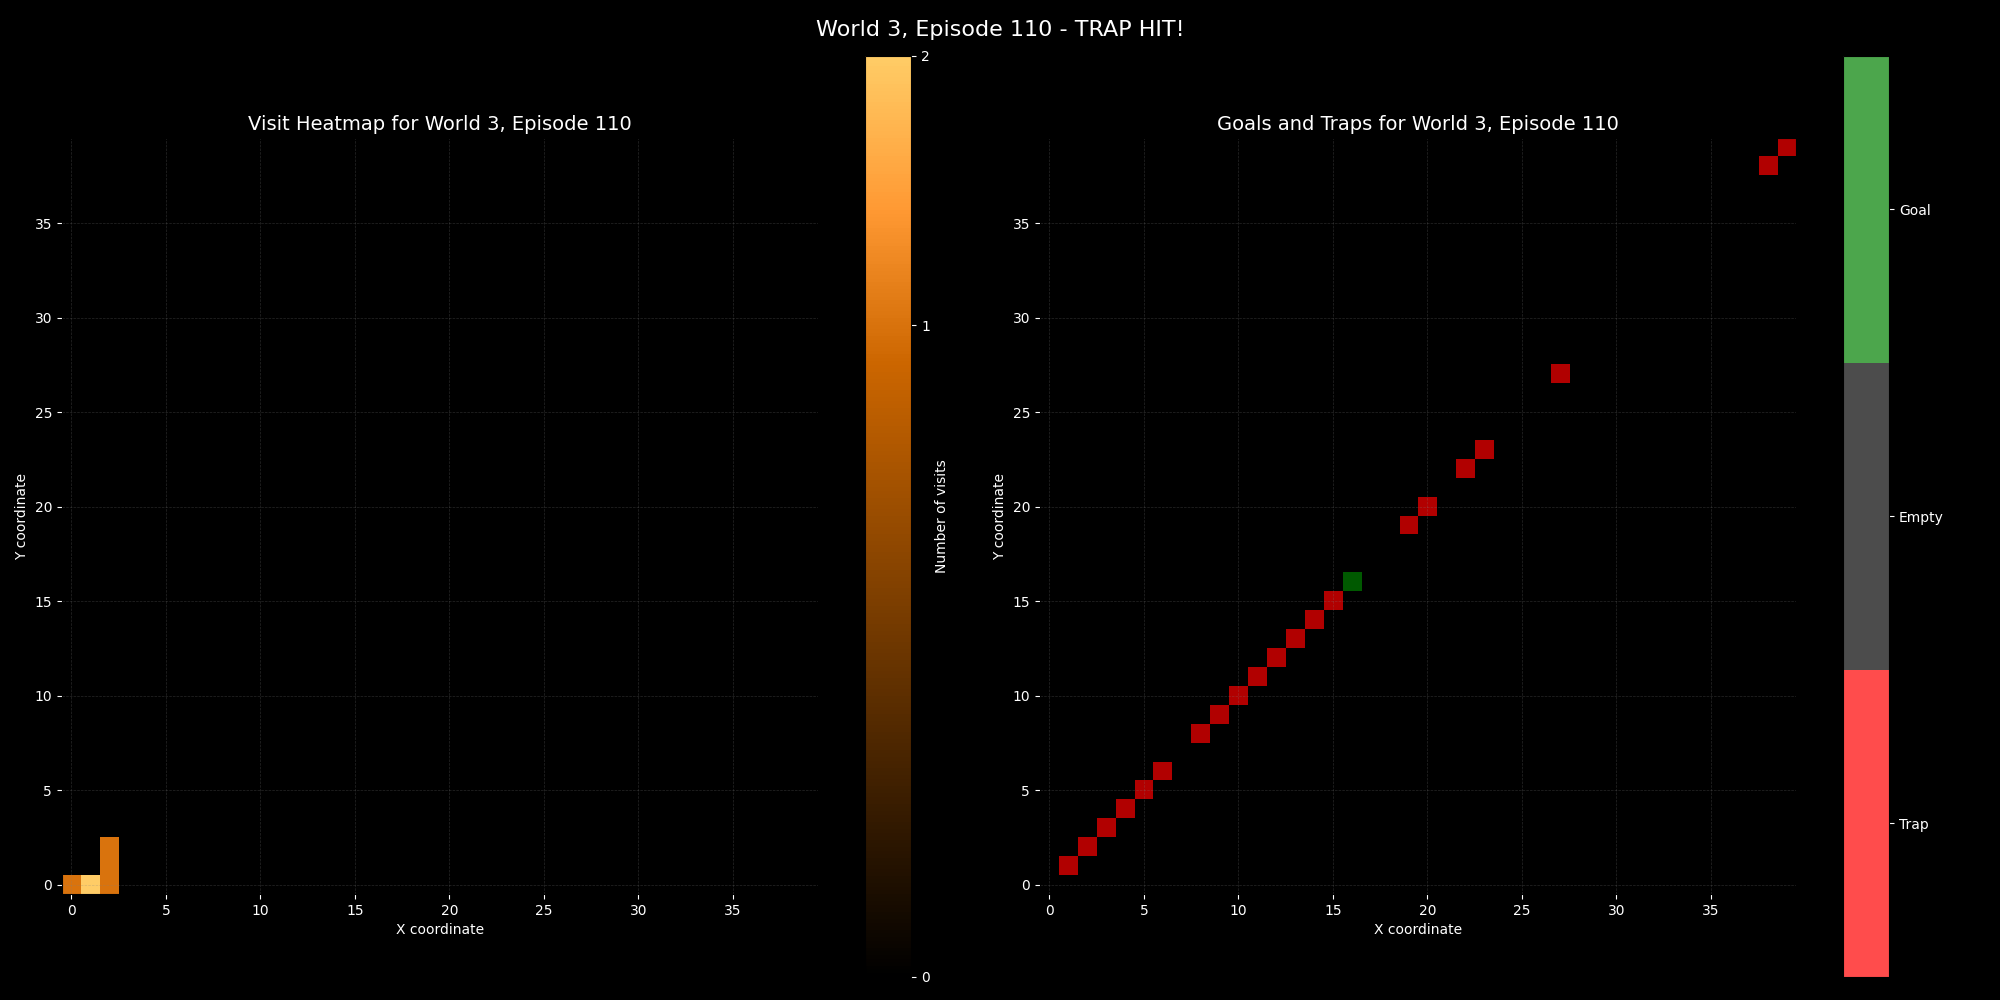 World 3, Episode 110 - TRAP HIT!
Visit Heatmap for World 3, Episode 110
35
30
25
20
15
10
5
0
Y coordinate
0 5 10 15 20 25 30 35
X coordinate
2
1
0
Number of visits
Goals and Traps for World 3, Episode 110
35
30
25
20
15
10
5
0
Y coordinate
0 5 10 15 20 25 30 35
X coordinate
Goal
Empty
Trap